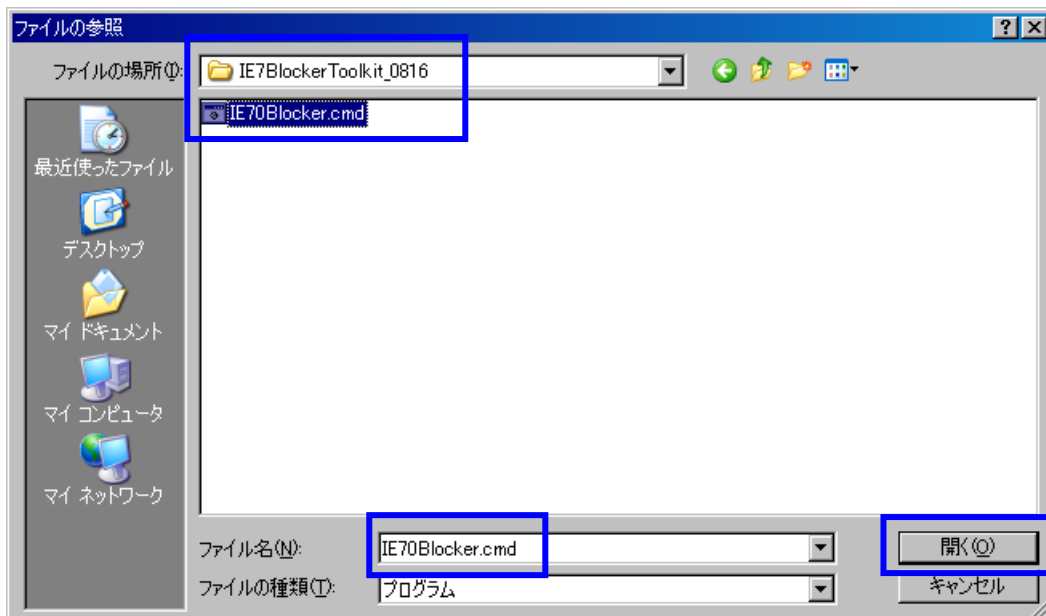 ファイルの参照
ファイルの場所(I):
IE7BlockerToolkit_0816
IE70Blocker.cmd
最近使ったファイル
デスクトップ
マイ ドキュメント
マイ コンピュータ
マイ ネットワーク
ファイル名(N):
IE70Blocker.cmd
開く(O)
ファイルの種類(T):
プログラム
キャンセル